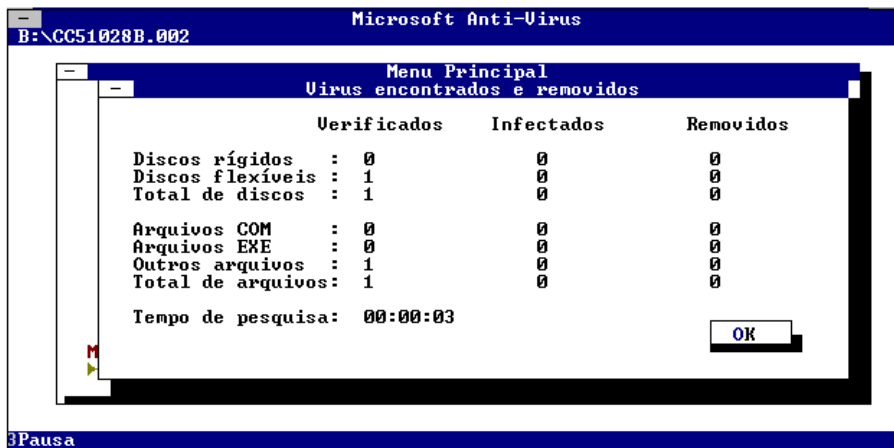 Microsoft Anti-Virus
B:\CC51028B.002
Menu Principal
Virus encontrados e removidos
Verificados Infectados Removidos
Discos rígidos : 0 0 0
Discos flexíveis : 1 0 0
Total de discos : 1 0 0
Arquivos COM : 0 0 0
Arquivos EXE : 0 0 0
Outros arquivos : 1 0 0
Total de arquivos: 1 0 0
Tempo de pesquisa: 00:00:03
OK
M
3Pausa